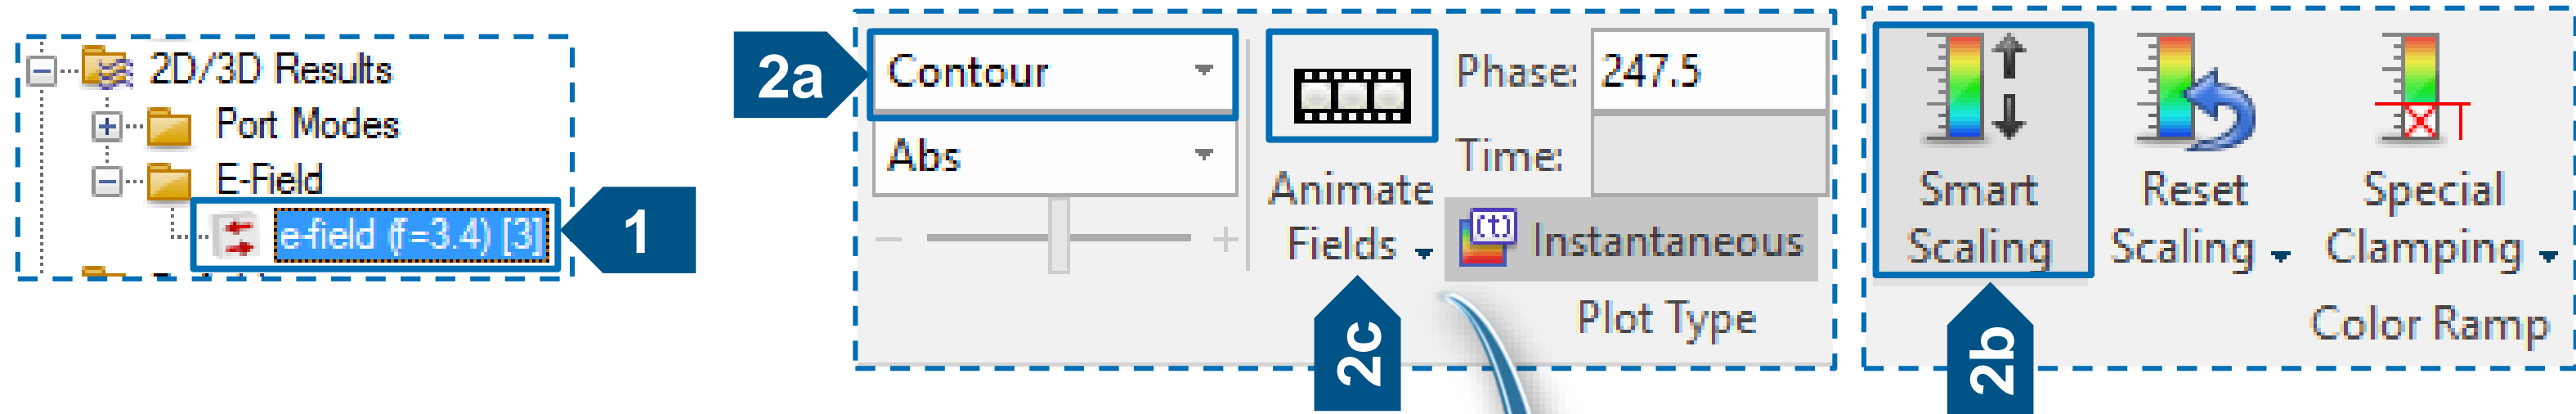 2D/3D Results
Port Modes
E-Field
e-field (f=3.4) [3]
1
2a
Contour
Abs
Animate
Fields
2c
Phase: 247.5
Time:
Instantaneous
Plot Type
Smart
Scaling
2b
Reset
Scaling
Special
Clamping
Color Ramp